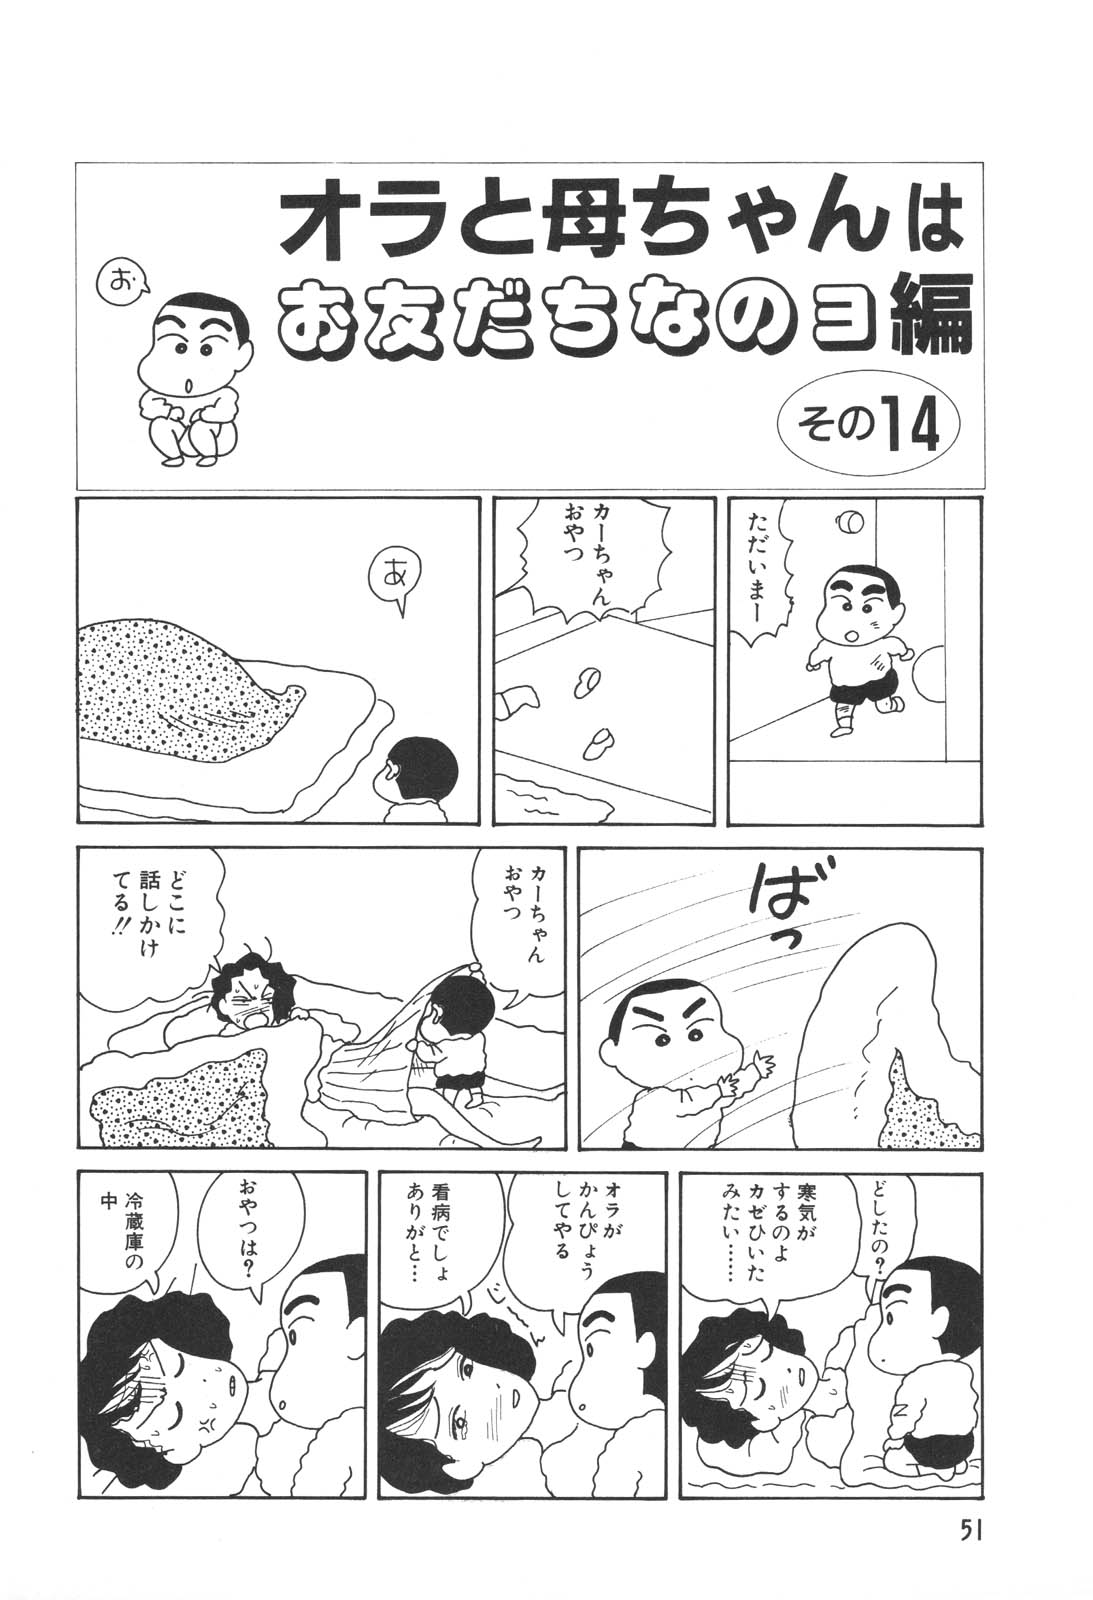 オラと母ちゃんは
お友だちなのヨ編
その14
お
ただいまー
カーちゃん
おやつ
あ
ばっ
カーちゃん
おやつ
どこに
話しかけ
てる!!
どしたの?
寒気が
するのよ
カゼひいた
みたい……
オラが
かんぴょう
してやる
じーん
看病でしょ
ありがと…
おやつは?
冷蔵庫の
中
51